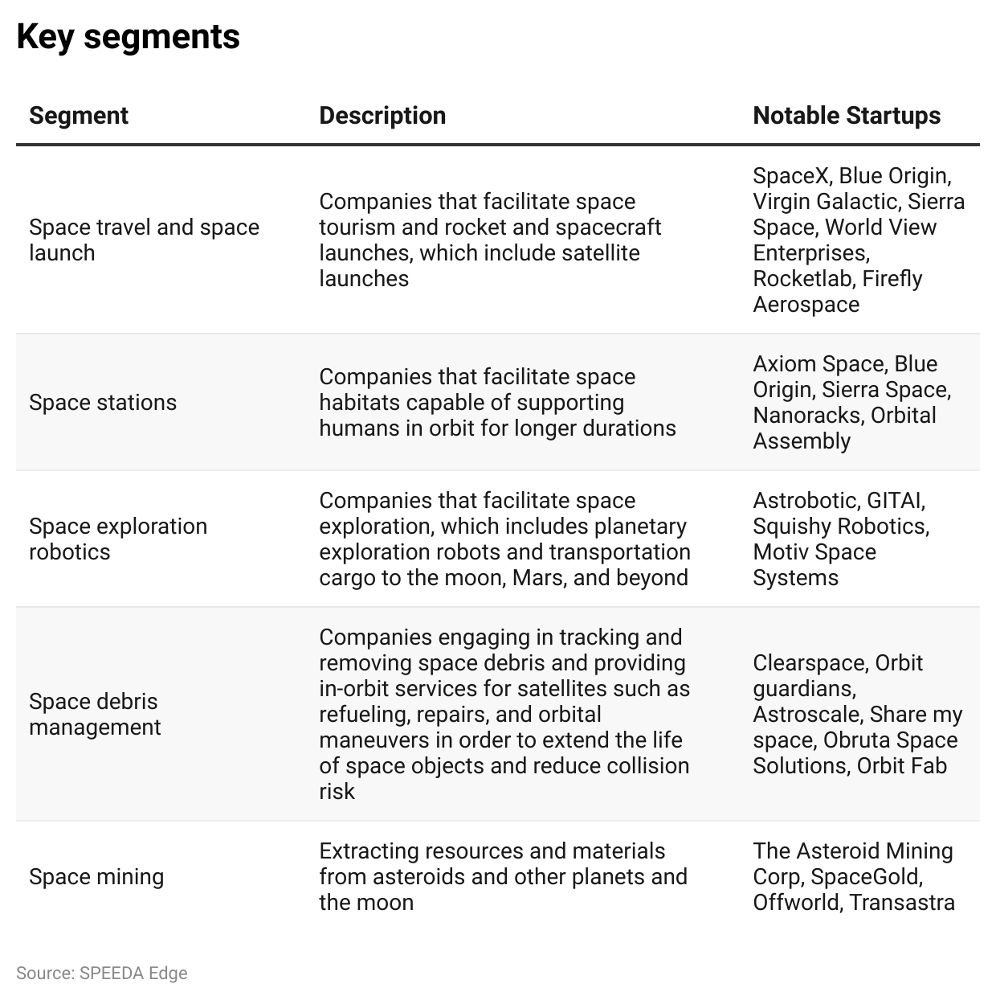 Key segments
Segment
Description
Notable Startups
Space travel and space
launch
Companies that facilitate space
tourism and rocket and spacecraft
launches, which include satellite
launches
SpaceX, Blue Origin,
Virgin Galactic, Sierra
Space, World View
Enterprises,
Rocketlab, Firefly
Aerospace
Space stations
Companies that facilitate space
habitats capable of supporting
humans in orbit for longer durations
Axiom Space, Blue
Origin, Sierra Space,
Nanoracks, Orbital
Assembly
Space exploration
robotics
Companies that facilitate space
exploration, which includes planetary
exploration robots and transportation
cargo to the moon, Mars, and beyond
Astrobotic, GITAI,
Squishy Robotics,
Motiv Space
Systems
Space debris
management
Companies engaging in tracking and
removing space debris and providing
in-orbit services for satellites such as
refueling, repairs, and orbital
maneuvers in order to extend the life
of space objects and reduce collision
risk
Clearspace, Orbit
guardians,
Astroscale, Share my
space, Obruta Space
Solutions, Orbit Fab
Space mining
Extracting resources and materials
from asteroids and other planets and
the moon
The Asteroid Mining
Corp, SpaceGold,
Offworld, Transastra
Source: SPEEDA Edge